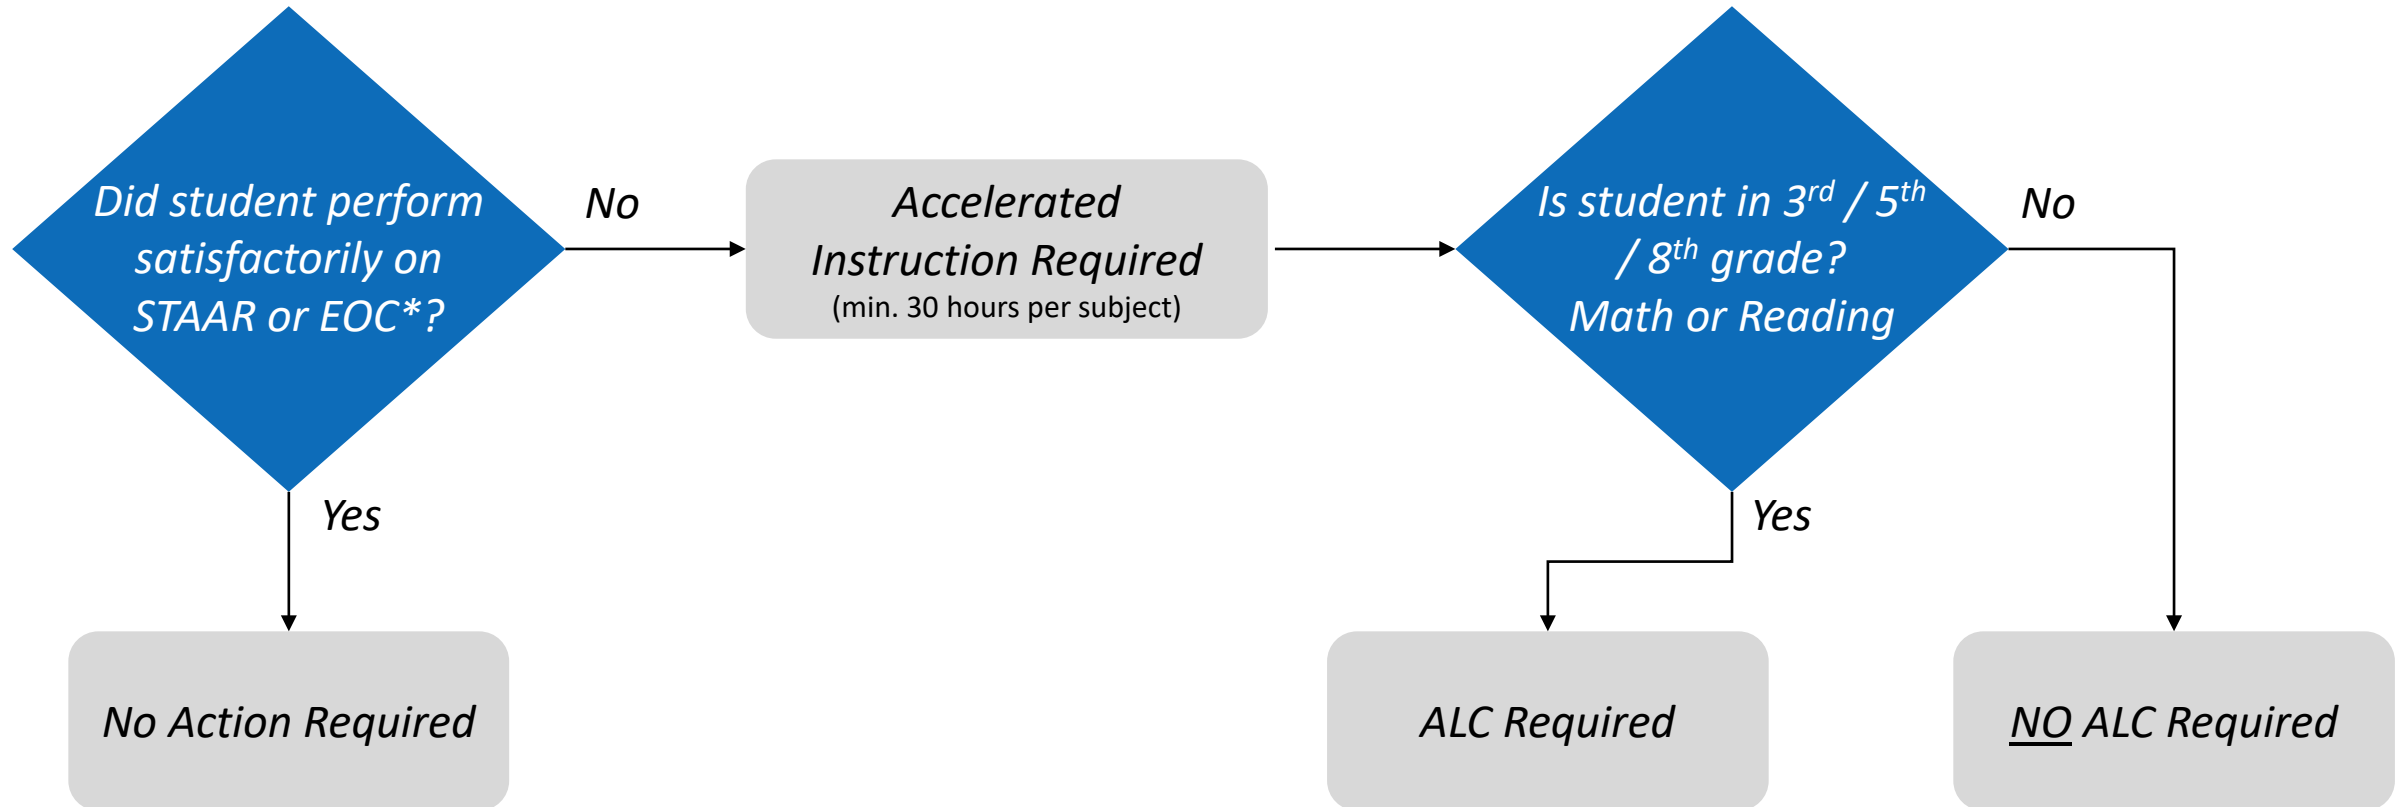 Did student perform
satisfactorily on
STAAR or EOC*?
No
Accelerated
Instruction Required
(min. 30 hours per subject)
Is student in 3rd / 5th
/ 8th grade?
Math or Reading
No
Yes
Yes
No Action Required
ALC Required
NO ALC Required